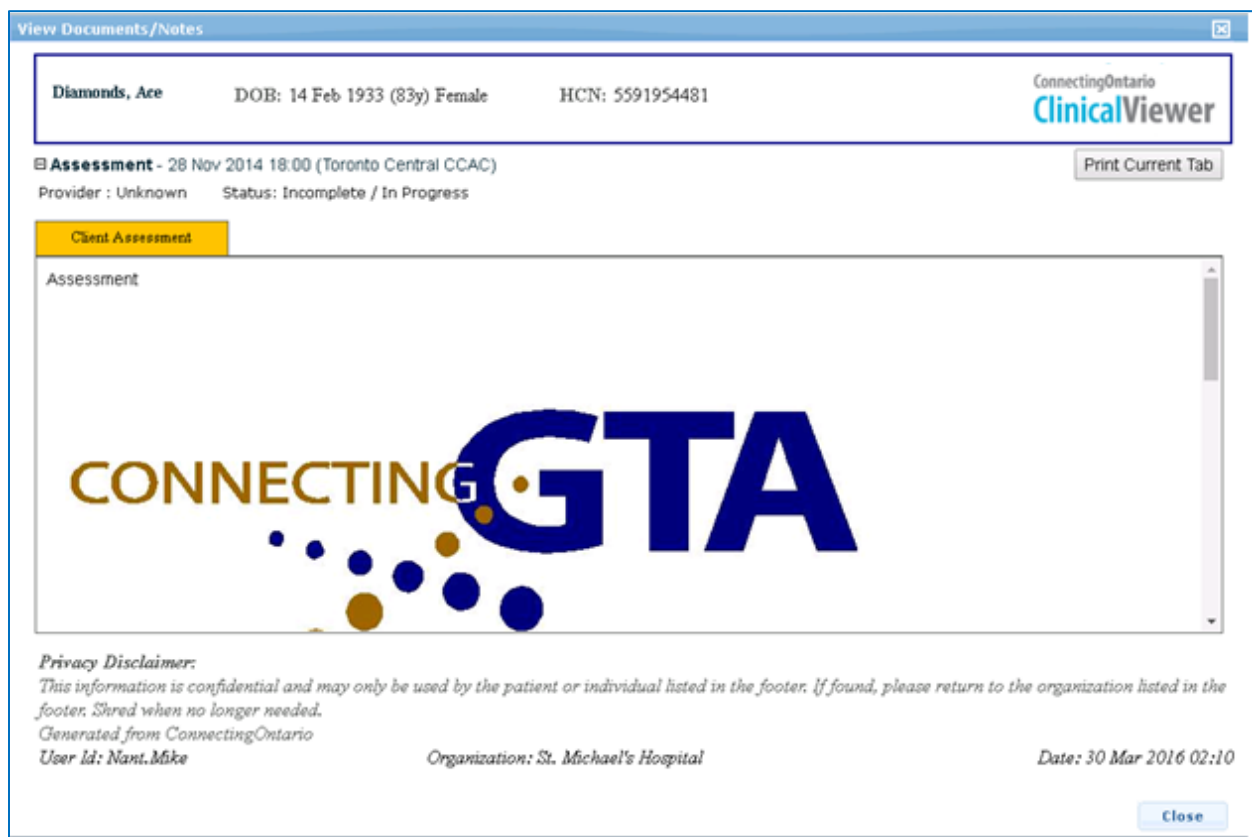 View Documents/Notes
Diamonds, Ace DOB: 14 Feb 1933 (83y) Female HCN: 5591954481
ConnectingOntario
ClinicalViewer
Assessment - 28 Nov 2014 18:00 (Toronto Central CCAC)
Print Current Tab
Provider : Unknown Status: Incomplete / In Progress
Client Assessment
Assessment
CONNECTING GTA
Privacy Disclaimer:
This information is confidential and may only be used by the patient or individual listed in the footer. If found, please return to the organization listed in the
footer. Shred when no longer needed.
Generated from ConnectingOntario
User Id: Nant.Mike Organization: St. Michael's Hospital Date: 30 Mar 2016 02:10
Close